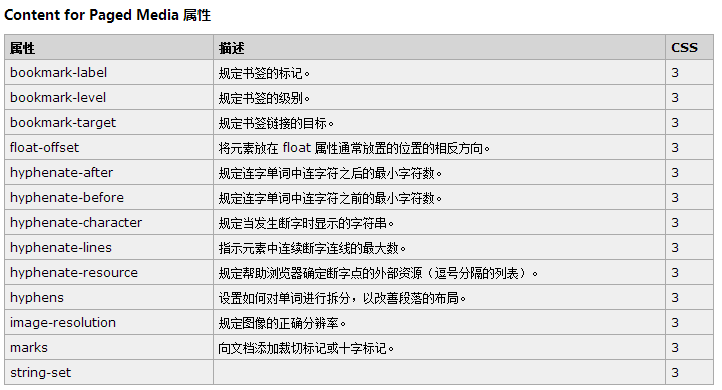 Content for Paged Media 属性
属性 描述 CSS
bookmark-label 规定书签的标记。 3
bookmark-level 规定书签的级别。 3
bookmark-target 规定书签链接的目标。 3
float-offset 将元素放在 float 属性通常放置的位置的相反方向。 3
hyphenate-after 规定连字单词中连字符之后的最小字符数。 3
hyphenate-before 规定连字单词中连字符之前的最小字符数。 3
hyphenate-character 规定当发生断字时显示的字符串。 3
hyphenate-lines 指示元素中连续断字连线的最大数。 3
hyphenate-resource 规定帮助浏览器确定断字点的外部资源（逗号分隔的列表）。 3
hyphens 设置如何对单词进行拆分，以改善段落的布局。 3
image-resolution 规定图像的正确分辨率。 3
marks 向文档添加裁切标记或十字标记。 3
string-set 3